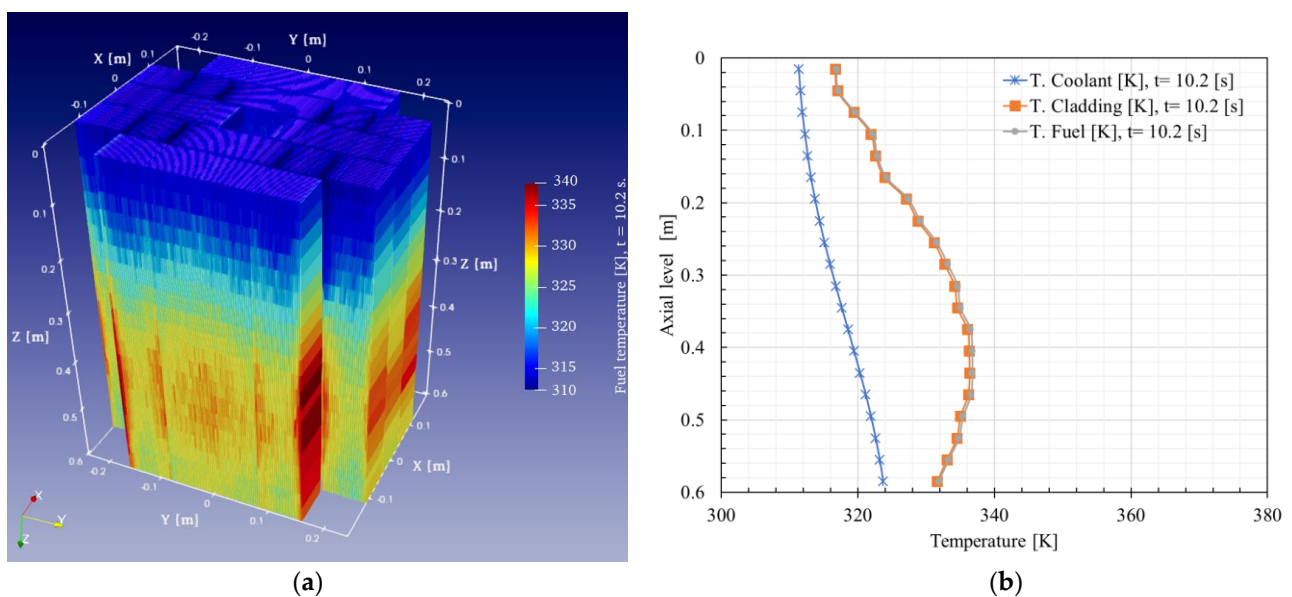 X [m]
-0.1
0
0.1
-0.2
-0.1
Y [m]
0
0.1
0.2
0
0.1
0.2
0.3
Z [m]
0.4
0.5
0.6
0
0.1
0.2
0.3
Z [m]
0.4
0.5
0.6
-0.2
-0.1
Y [m]
0
0.1
0.2
-0.1
0
X [m]
0.1
340
335
330
325
320
315
310
Fuel temperature [K], t = 10.2 s.
X
Y
Z
(a)
0
0.1
0.2
0.3
0.4
0.5
0.6
Axial level [m]
T. Coolant [K], t= 10.2 [s]
T. Cladding [K], t= 10.2 [s]
T. Fuel [K], t= 10.2 [s]
300 320 340 360 380
Temperature [K]
(b)